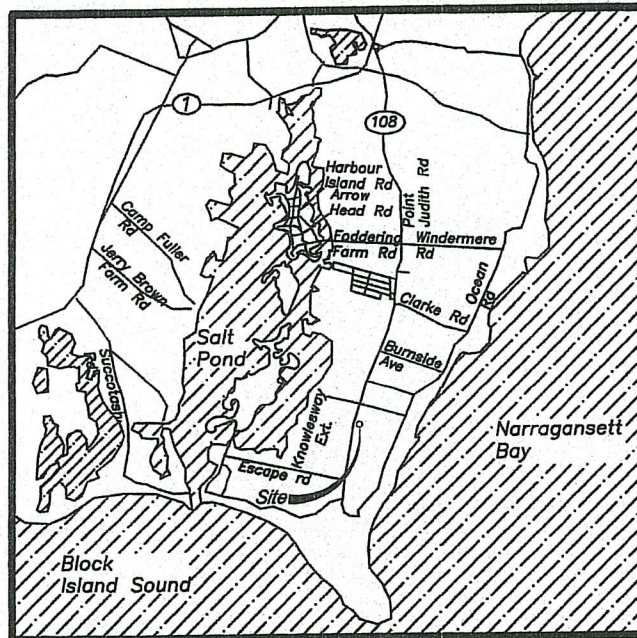 1
108
Harbour
Island Rd
Arrow
Head Rd
Point
Judith Rd
Foddering
Farm Rd
Windermere
Rd
Camp Fuller
Rd
Jerry Brown
Farm Rd
Ocean
Rd
Clarke Rd
Salt
Pond
Burnside
Ave
Succotash
Rd
Knowlesway
Ext.
Escape rd
Site
Narragansett
Bay
Block
Island Sound